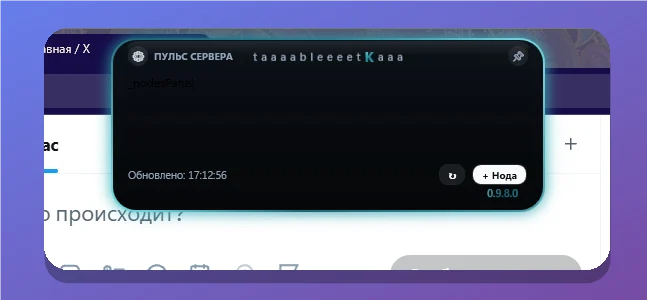 авная / X
ПУЛЬС СЕРВЕРА taaaableeeetKaaa
_nodesPanel
ас
+
Обновлено: 17:12:56
↻
+ Нода
0.9.8.0
о происходит?